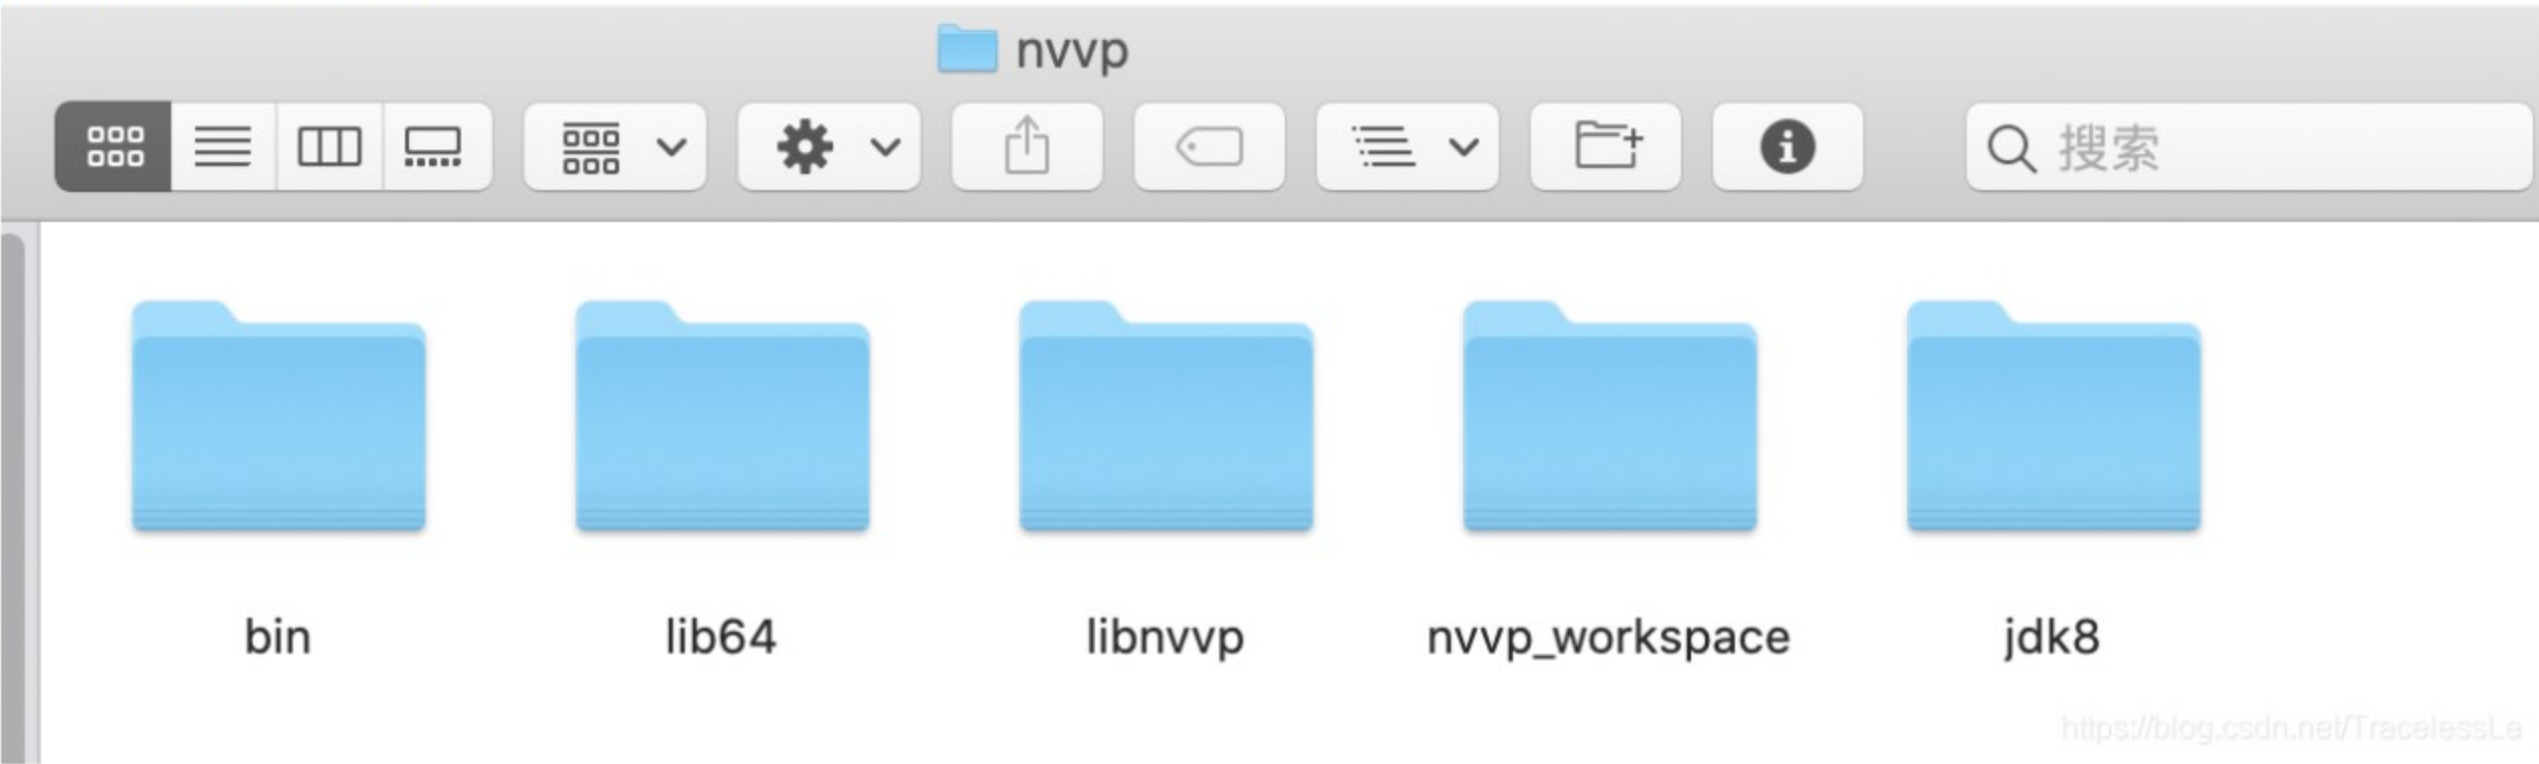 nvvp
搜索
bin
lib64
libnvvp
nvvp_workspace
jdk8
https://blog.csdn.net/TracelessLe